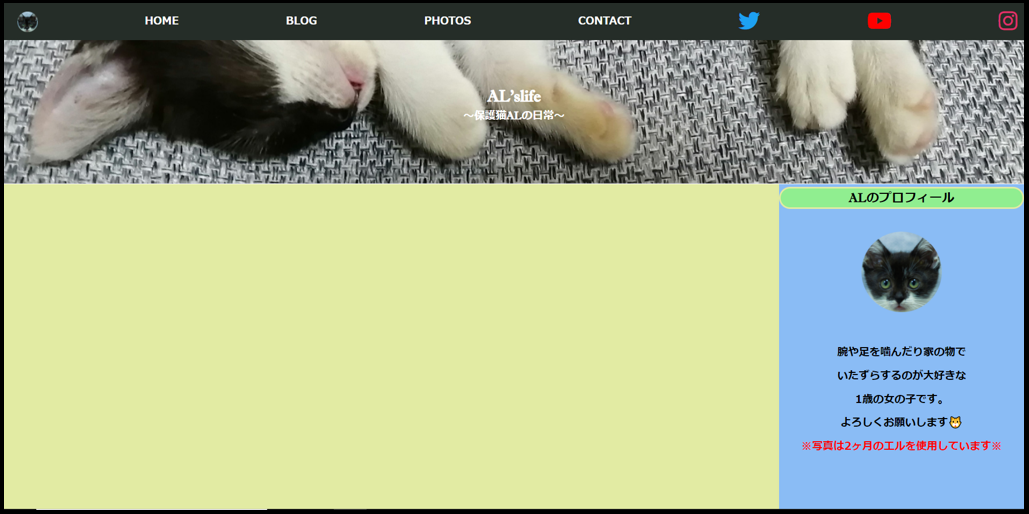 HOME
BLOG
PHOTOS
CONTACT
AL'slife
～保護猫ALの日常～
ALのプロフィール
腕や足を噛んだり家の物で
いたずらするのが大好きな
1歳の女の子です。
よろしくお願いします🐱
※写真は2ヶ月のエルを使用しています※